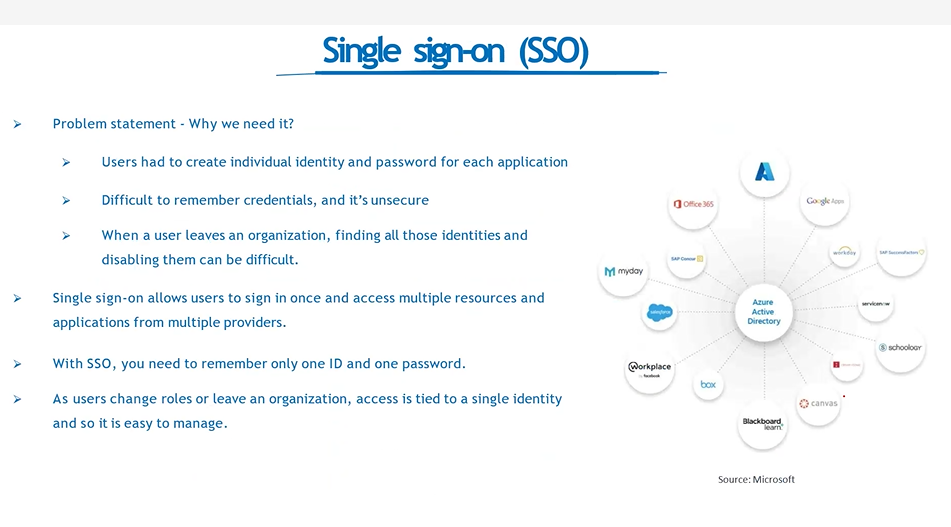 Single sign-on (SSO)
Problem statement - Why we need it?
Users had to create individual identity and password for each application
Difficult to remember credentials, and it's unsecure
When a user leaves an organization, finding all those identities and
disabling them can be difficult.
Single sign-on allows users to sign in once and access multiple resources and
applications from multiple providers.
With SSO, you need to remember only one ID and one password.
As users change roles or leave an organization, access is tied to a single identity
and so it is easy to manage.
Office 365
Google Apps
SAP Concur
workday
SAP SuccessFactors
myday
Azure
Active
Directory
salesforce
servicenow
schoology
Workplace
by facebook
box
canvas
Blackboard
learn
Source: Microsoft